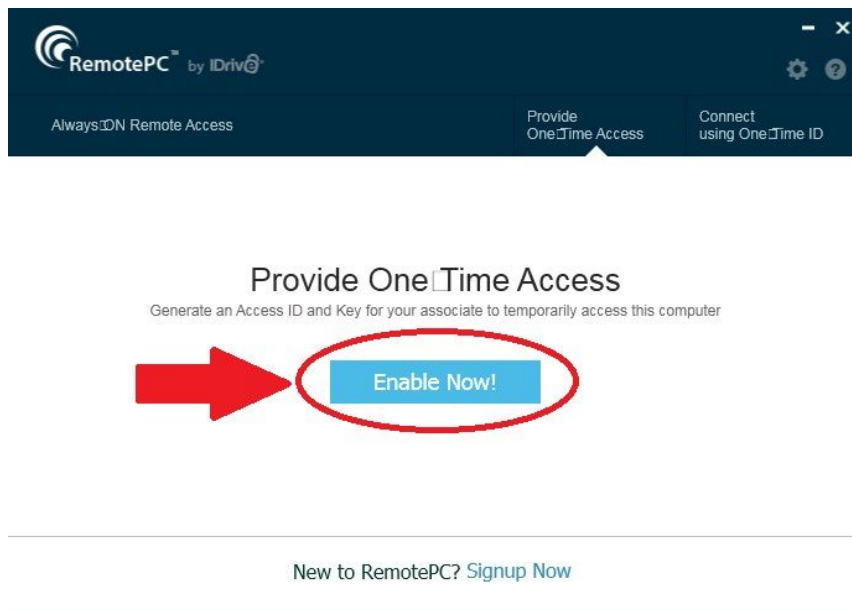 RemotePC™ by IDrive®
Always□ON Remote Access
Provide
One□Time Access
Connect
using One□Time ID
Provide One□Time Access
Generate an Access ID and Key for your associate to temporarily access this computer
Enable Now!
New to RemotePC? Signup Now